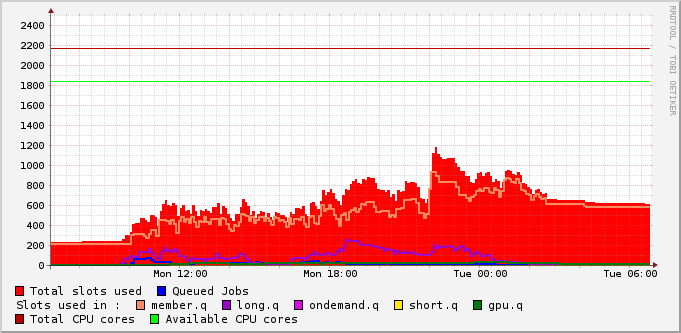 RRDTOOL / TOBI OETIKER
2400
2200
2000
1800
1600
1400
1200
1000
800
600
400
200
0
Mon 12:00 Mon 18:00 Tue 00:00 Tue 06:00
Total slots used Queued Jobs
Slots used in : member.q long.q ondemand.q short.q gpu.q
Total CPU cores Available CPU cores